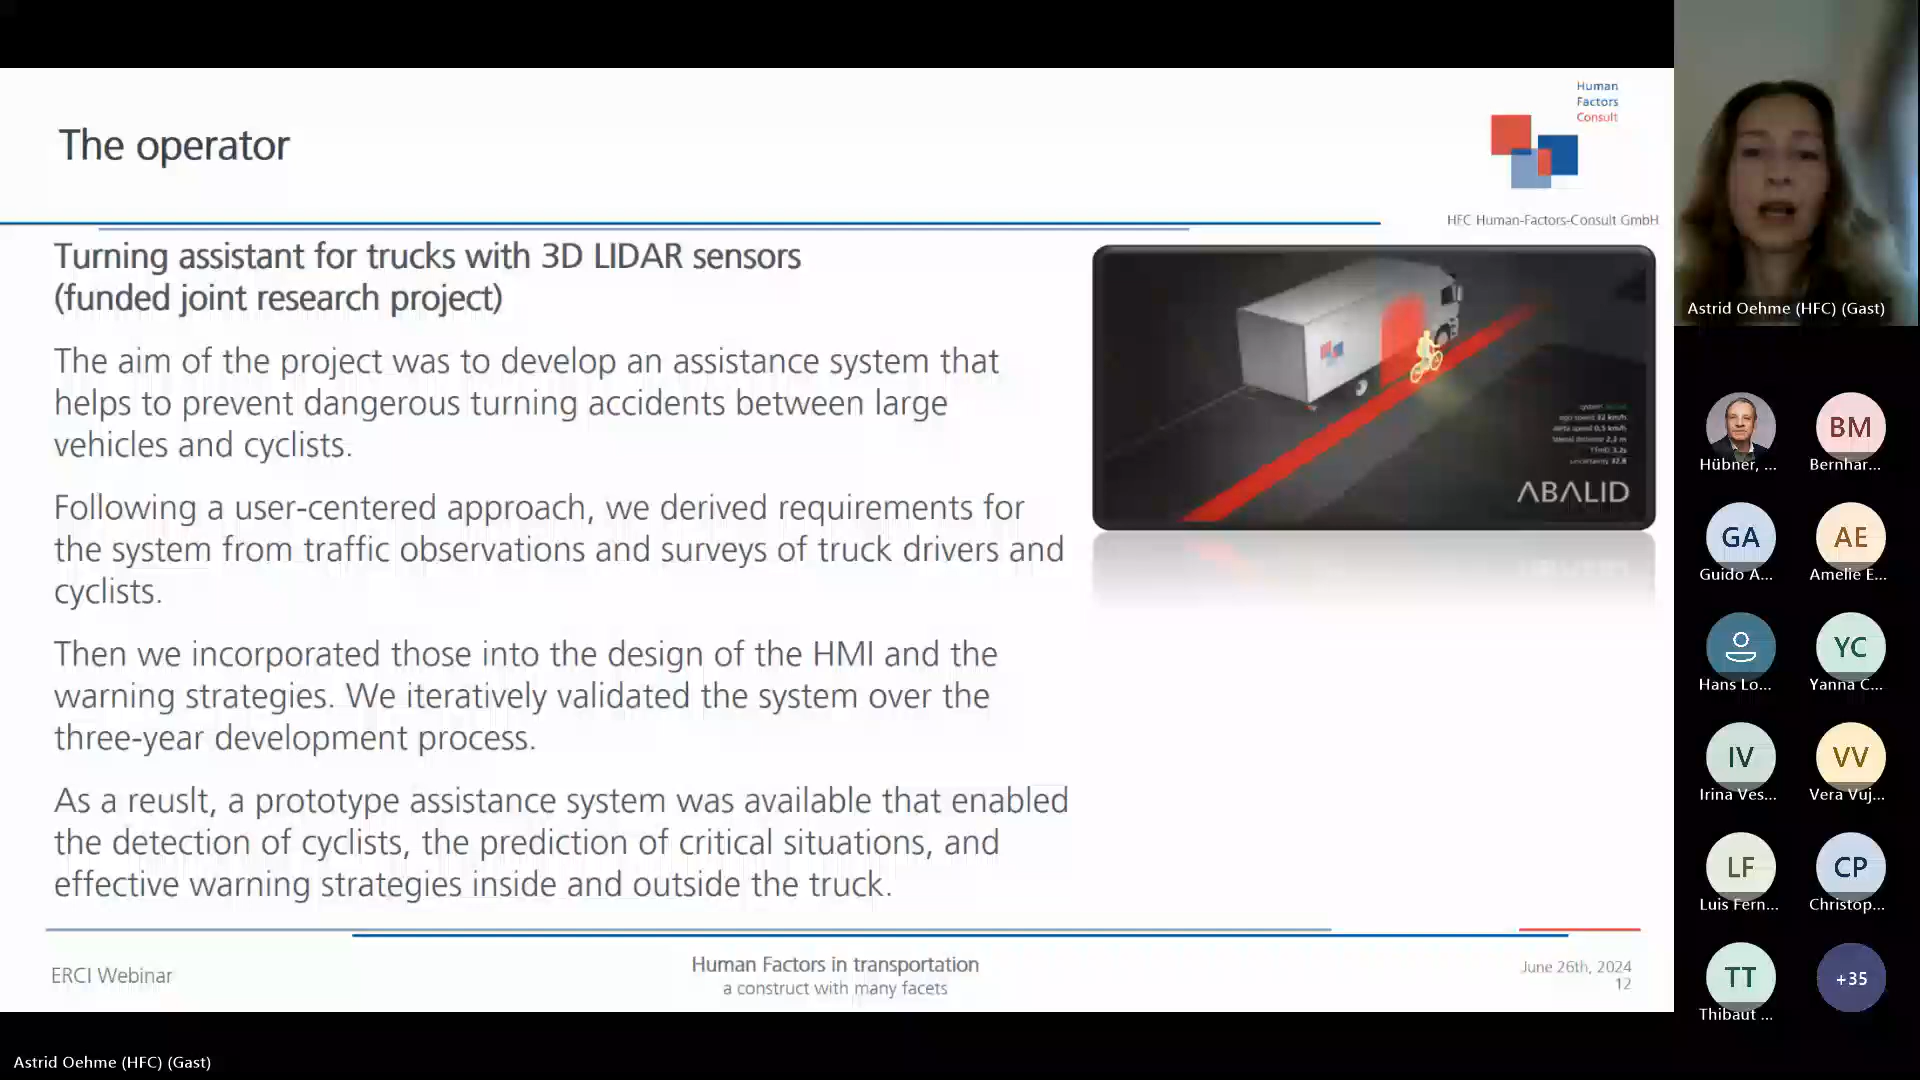 The operator
Human
Factors
Consult
HFC Human-Factors-Consult GmbH
Turning assistant for trucks with 3D LIDAR sensors
(funded joint research project)
The aim of the project was to develop an assistance system that
helps to prevent dangerous turning accidents between large
vehicles and cyclists.
Following a user-centered approach, we derived requirements for
the system from traffic observations and surveys of truck drivers and
cyclists.
Then we incorporated those into the design of the HMI and the
warning strategies. We iteratively validated the system over the
three-year development process.
As a reuslt, a prototype assistance system was available that enabled
the detection of cyclists, the prediction of critical situations, and
effective warning strategies inside and outside the truck.
ABALID
ERCI Webinar
Human Factors in transportation
a construct with many facets
June 26th, 2024
12
Astrid Oehme (HFC) (Gast)
Hübner, ...
BM
Bernhar...
GA
Guido A...
AE
Amelie E...
Hans Lo...
YC
Yanna C...
IV
Irina Ves...
VV
Vera Vuj...
LF
Luis Fern...
CP
Christop...
TT
Thibaut ...
+35
Astrid Oehme (HFC) (Gast)